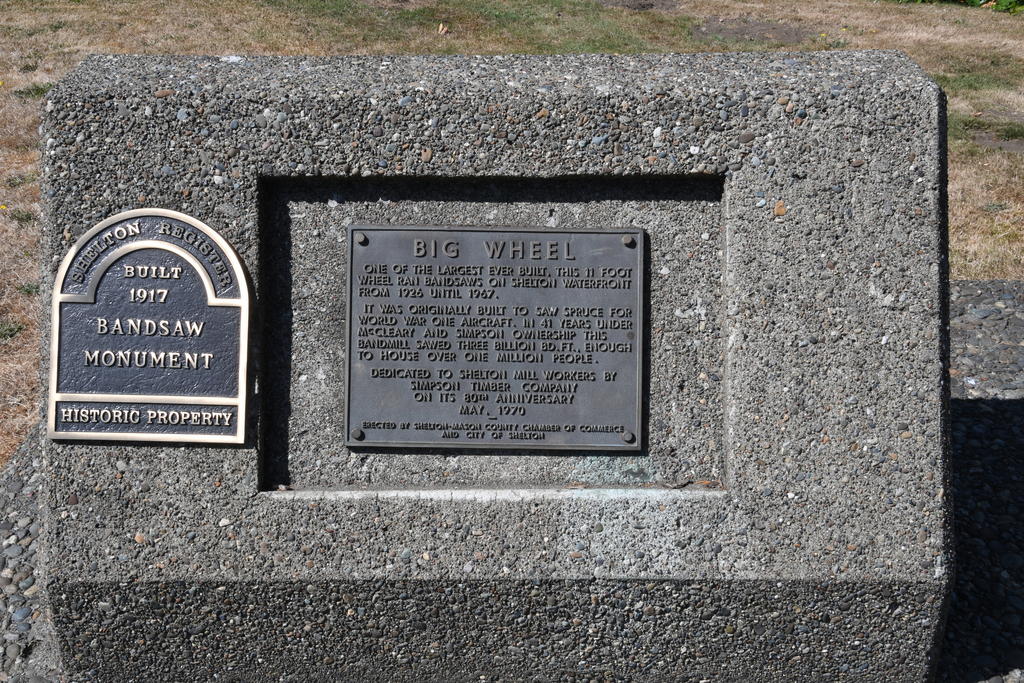 SHELTON REGISTER
BUILT
1917
BANDSAW
MONUMENT
HISTORIC PROPERTY
BIG WHEEL
ONE OF THE LARGEST EVER BUILT, THIS 11 FOOT
WHEEL RAN BANDSAWS ON SHELTON WATERFRONT
FROM 1926 UNTIL 1967.
IT WAS ORIGINALLY BUILT TO SAW SPRUCE FOR
WORLD WAR ONE AIRCRAFT. IN 41 YEARS UNDER
MCCLEARY AND SIMPSON OWNERSHIP THIS
BANDMILL SAWED THREE BILLION BD.FT., ENOUGH
TO HOUSE OVER ONE MILLION PEOPLE.
DEDICATED TO SHELTON MILL WORKERS BY
SIMPSON TIMBER COMPANY
ON ITS 80TH ANNIVERSARY
MAY, 1970
ERECTED BY SHELTON-MASON COUNTY CHAMBER OF COMMERCE
AND CITY OF SHELTON